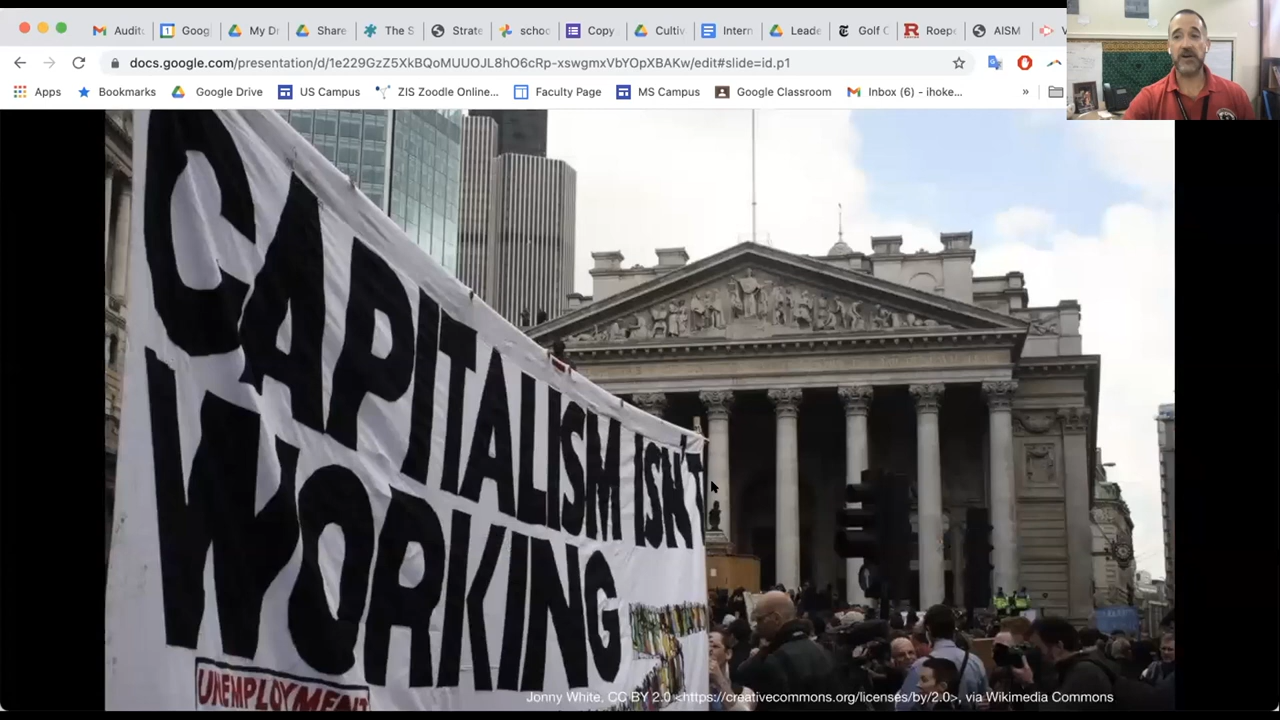 Audit
Goog
My Dr
Share
The S
Strate
schoo
Copy
Cultiv
Intern
Leade
Golf C
Roepe
AISM
V
docs.google.com/presentation/d/1e229GzZ5XkBQoMUUOJL8hO6cRp-xswgmxVbYOpXBAKw/edit#slide=id.p1
Apps
Bookmarks
Google Drive
US Campus
ZIS Zoodle Online...
Faculty Page
MS Campus
Google Classroom
Inbox (6) - ihoke...
»
CAPITALISM ISN'T
WORKING
UNEMPLOYMENT
Jonny White, CC BY 2.0 <https://creativecommons.org/licenses/by/2.0>, via Wikimedia Commons